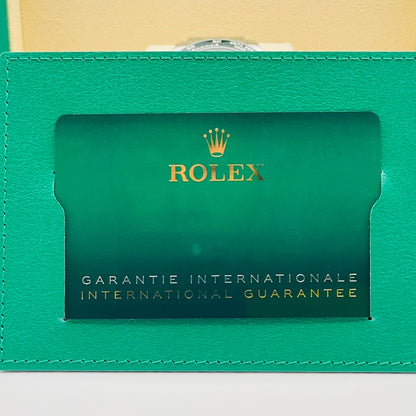 ROLEX
GARANTIE INTERNATIONALE
INTERNATIONAL GUARANTEE